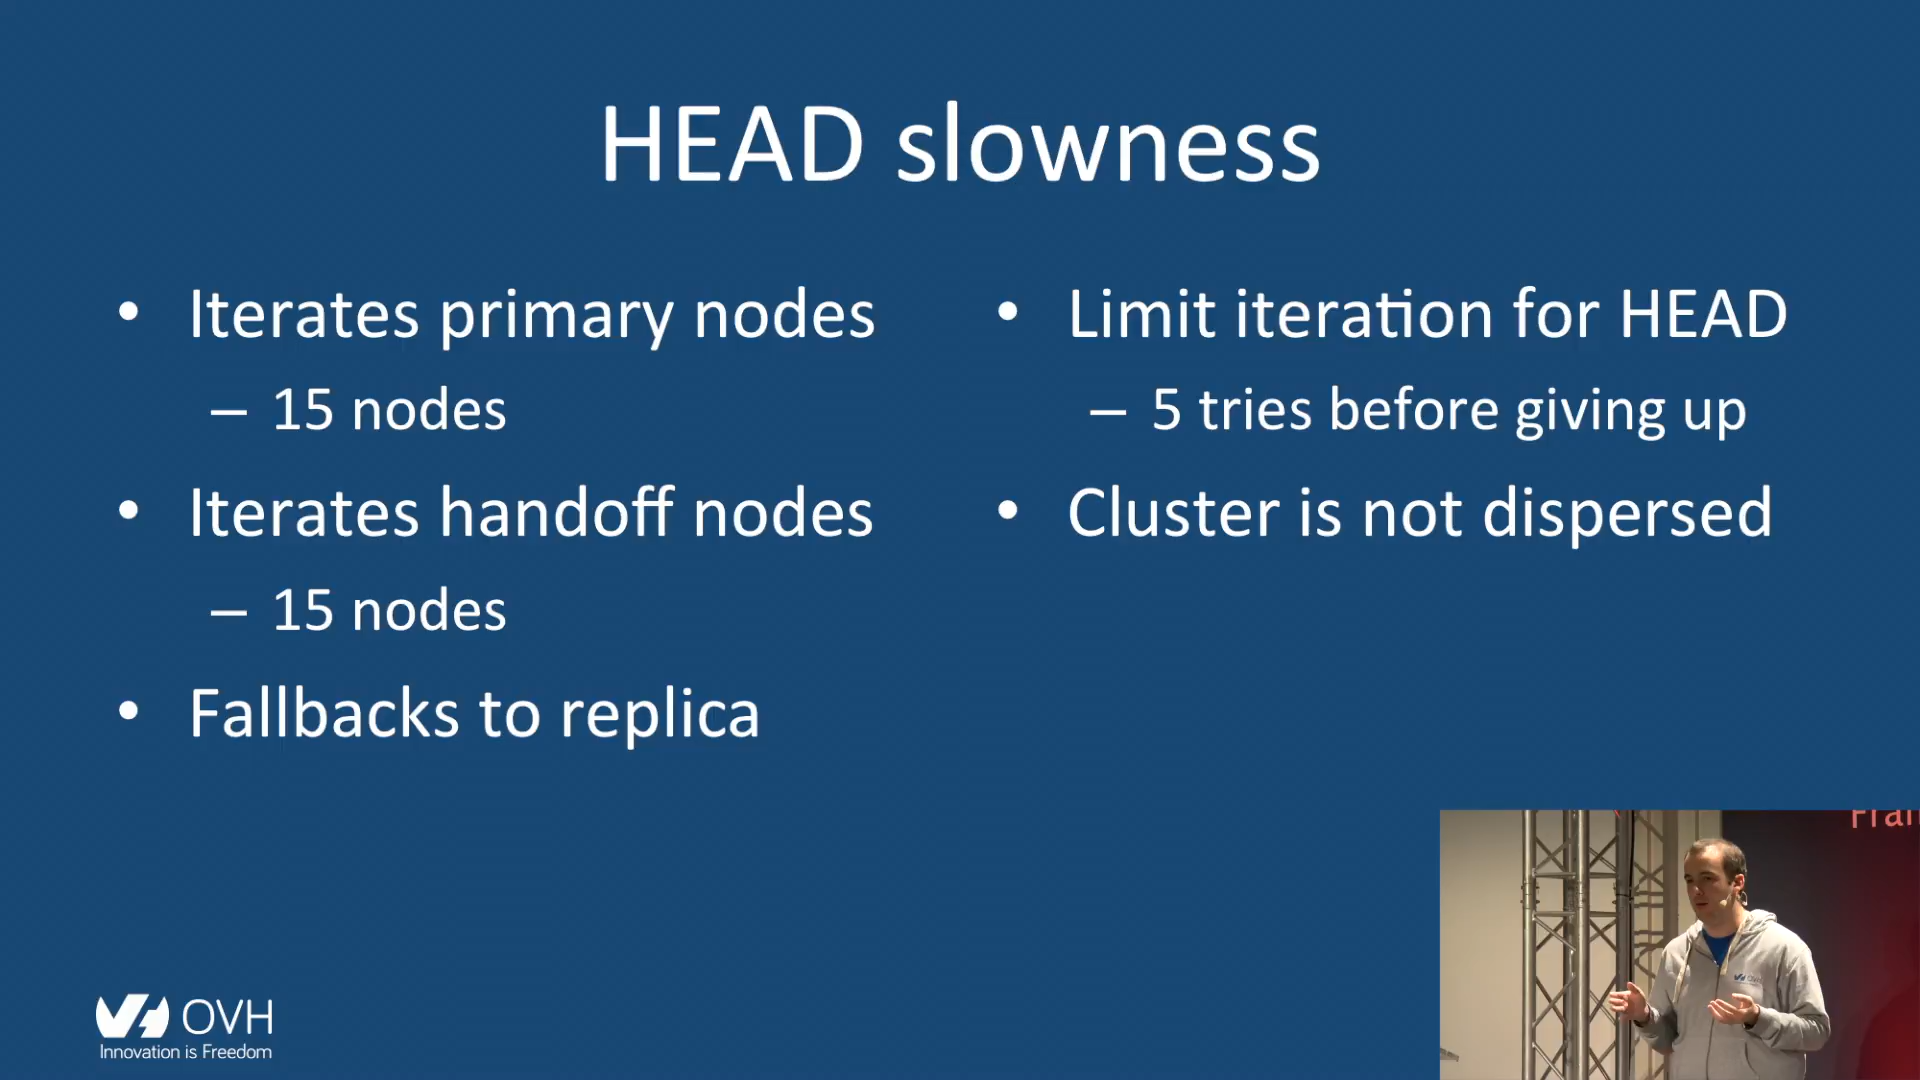 HEAD slowness
• Iterates primary nodes
– 15 nodes
• Iterates handoff nodes
– 15 nodes
• Fallbacks to replica
• Limit iteration for HEAD
– 5 tries before giving up
• Cluster is not dispersed
OVH
Innovation is Freedom